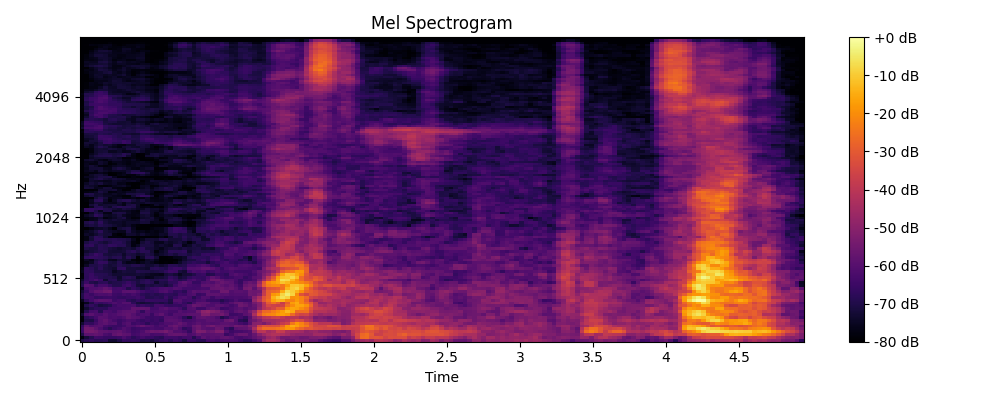 Mel Spectrogram
Hz
4096
2048
1024
512
0
0 0.5 1 1.5 2 2.5 3 3.5 4 4.5
Time
+0 dB
-10 dB
-20 dB
-30 dB
-40 dB
-50 dB
-60 dB
-70 dB
-80 dB